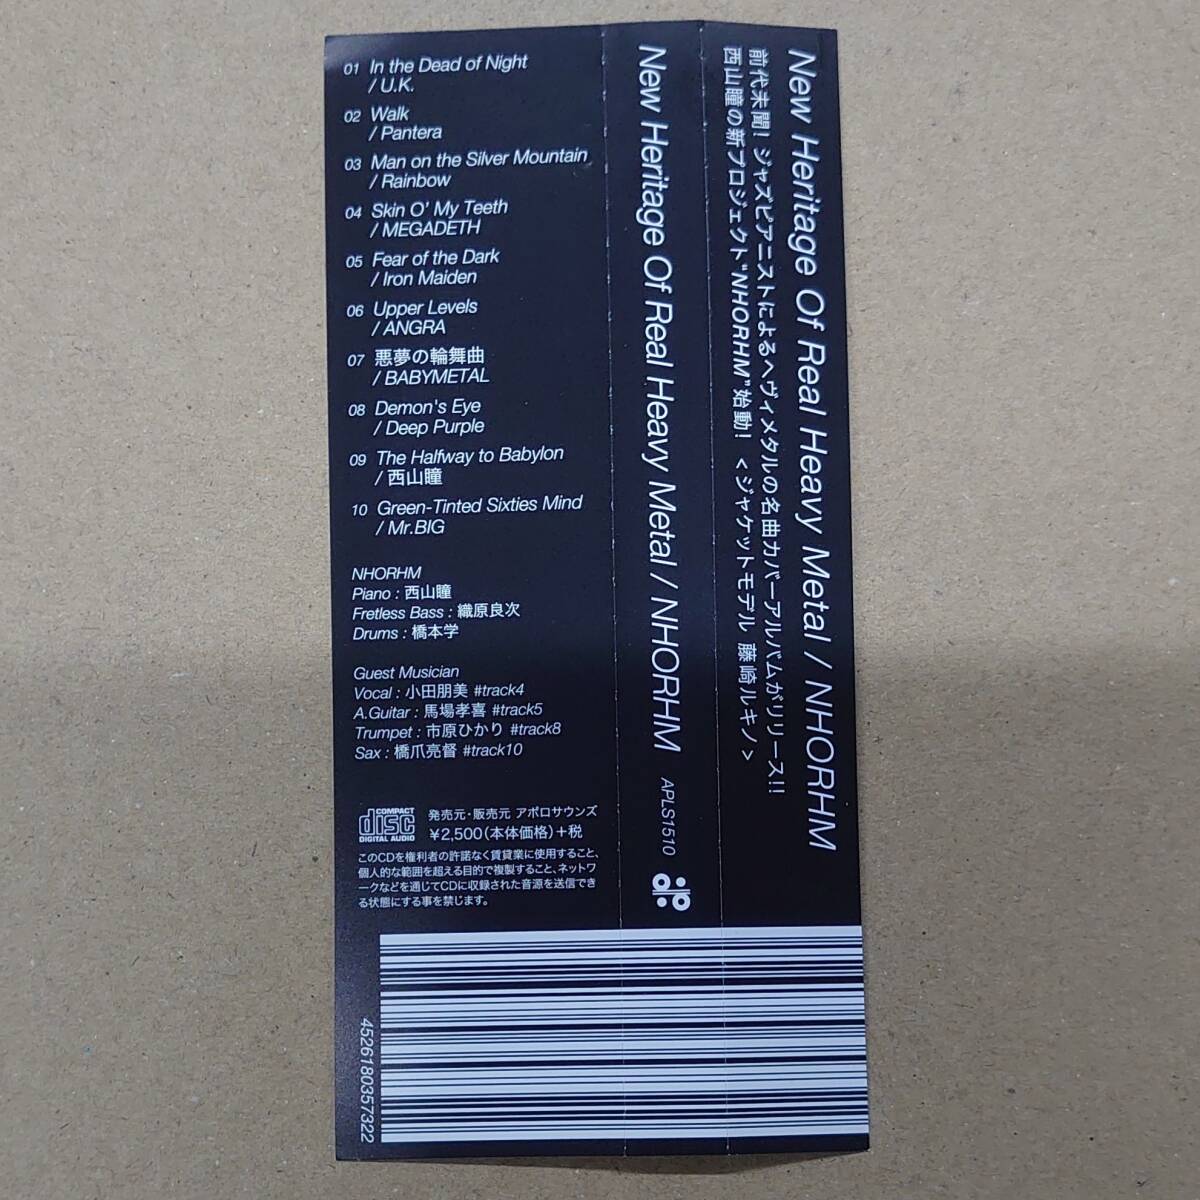 01 In the Dead of Night
/ U.K.
02 Walk
/ Pantera
03 Man on the Silver Mountain
/ Rainbow
04 Skin O' My Teeth
/ MEGADETH
05 Fear of the Dark
/ Iron Maiden
06 Upper Levels
/ ANGRA
07 悪夢の輪舞曲
/ BABYMETAL
08 Demon's Eye
/ Deep Purple
09 The Halfway to Babylon
/ 西山瞳
10 Green-Tinted Sixties Mind
/ Mr.BIG
NHORHM
Piano : 西山瞳
Fretless Bass : 織原良次
Drums : 橋本学
Guest Musician
Vocal : 小田朋美 #track4
A.Guitar : 馬場孝喜 #track5
Trumpet : 市原ひかり #track8
Sax : 橋爪亮督 #track10
COMPACT
disc
DIGITAL AUDIO
発売元・販売元 アポロサウンズ
¥2,500(本体価格)+税
このCDを権利者の許諾なく賃貸業に使用すること、
個人的な範囲を超える目的で複製すること、ネットワ
ークなどを通じてCDに収録された音源を送信でき
る状態にする事を禁じます。
4526180357322
New Heritage Of Real Heavy Metal / NHORHM
APLS1510
New Heritage Of Real Heavy Metal / NHORHM
前代未聞! ジャズピアニストによるヘヴィメタルの名曲カバーアルバムがリリース!!
西山瞳の新プロジェクト"NHORHM"始動! <ジャケットモデル 藤崎ルキノ>